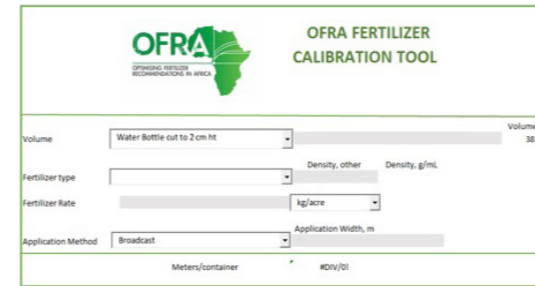 OFRA
OPTIMISING FERTILIZER
RECOMMENDATIONS IN AFRICA
OFRA FERTILIZER
CALIBRATION TOOL
Volume
Volume Water Bottle cut to 2 cm ht 38
Density, other Density, g/mL
Fertilizer type
Fertilizer Rate kg/acre
Application Width, m
Application Method Broadcast
Meters/container #DIV/0!